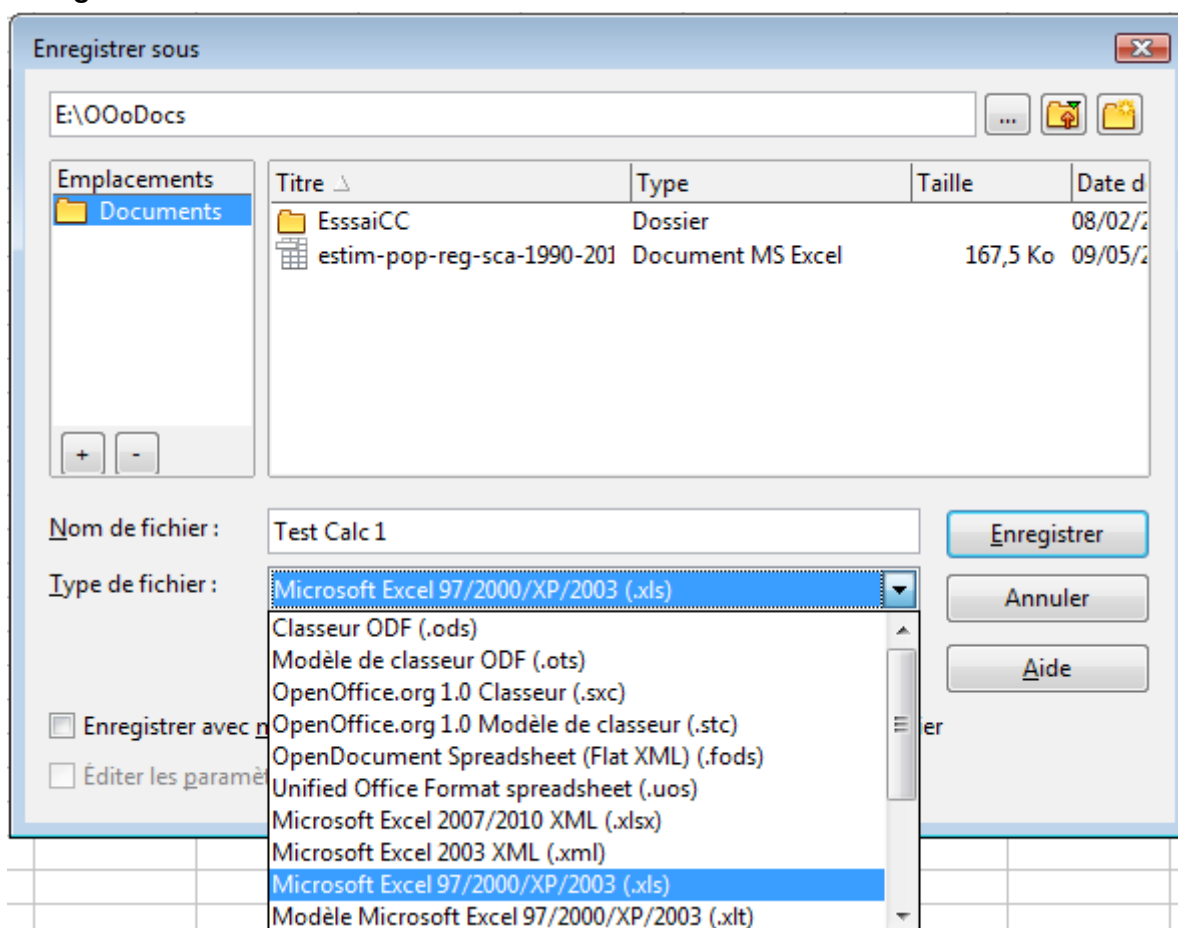 Enregistrer sous
E:\OOoDocs
...
Emplacements
Documents
+ -
Titre Type Taille Date d
EsssaiCC Dossier 08/02/2
estim-pop-reg-sca-1990-201 Document MS Excel 167,5 Ko 09/05/2
Nom de fichier : Test Calc 1 Enregistrer
Type de fichier : Microsoft Excel 97/2000/XP/2003 (.xls) Annuler
Classeur ODF (.ods)
Modèle de classeur ODF (.ots)
OpenOffice.org 1.0 Classeur (.sxc) Aide
Enregistrer avec OpenOffice.org 1.0 Modèle de classeur (.stc) ier
OpenDocument Spreadsheet (Flat XML) (.fods)
Éditer les paramè
Unified Office Format spreadsheet (.uos)
Microsoft Excel 2007/2010 XML (.xlsx)
Microsoft Excel 2003 XML (.xml)
Microsoft Excel 97/2000/XP/2003 (.xls)
Modèle Microsoft Excel 97/2000/XP/2003 (.xlt)